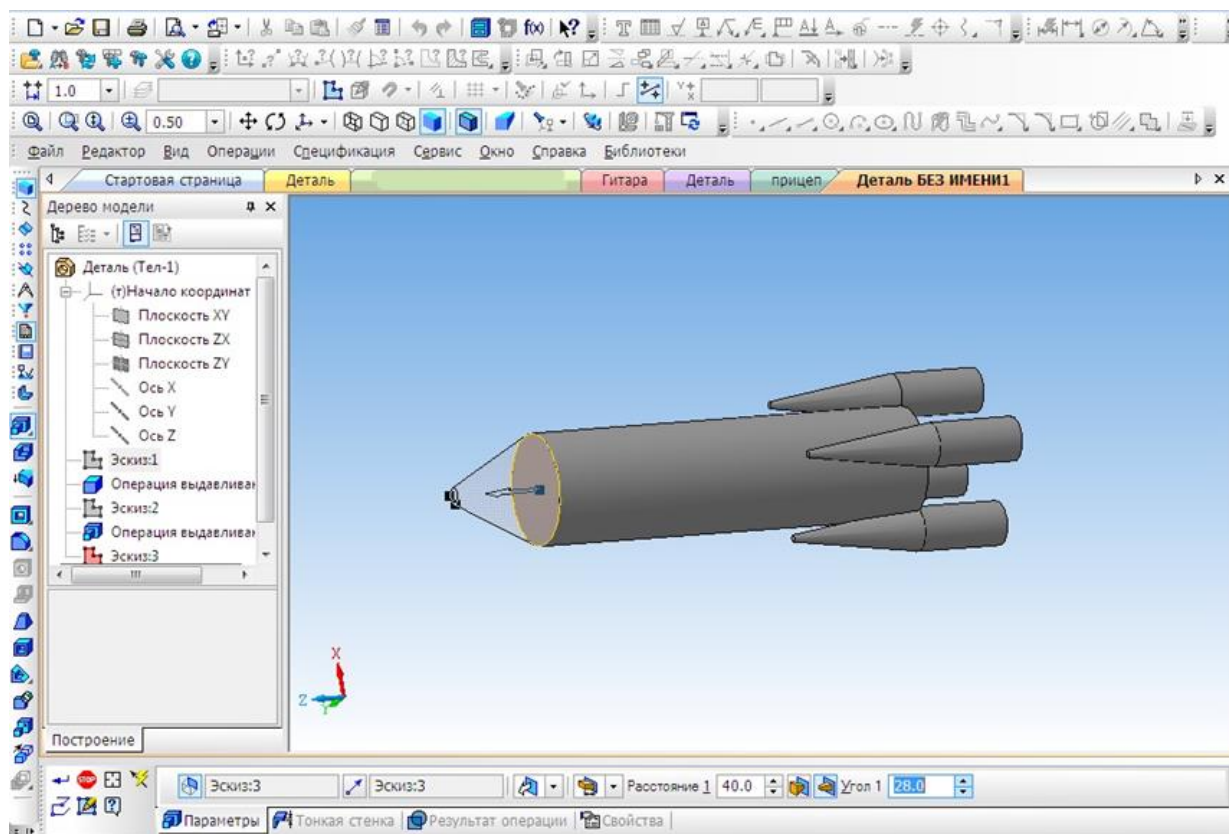 f(x)
1.0
0.50
Файл Редактор Вид Операции Спецификация Сервис Окно Справка Библиотеки
Стартовая страница Деталь Гитара Деталь прицеп Деталь БЕЗ ИМЕНИ1
Дерево модели
Деталь (Тел-1)
(т)Начало координат
Плоскость XY
Плоскость ZX
Плоскость ZY
Ось X
Ось Y
Ось Z
Эскиз:1
Операция выдавлива
Эскиз:2
Операция выдавлива
Эскиз:3
X
Z
Y
Построение
STOP Эскиз:3 Эскиз:3 Расстояние 1 40.0 Угол 1 28.0
Параметры Тонкая стенка Результат операции Свойства